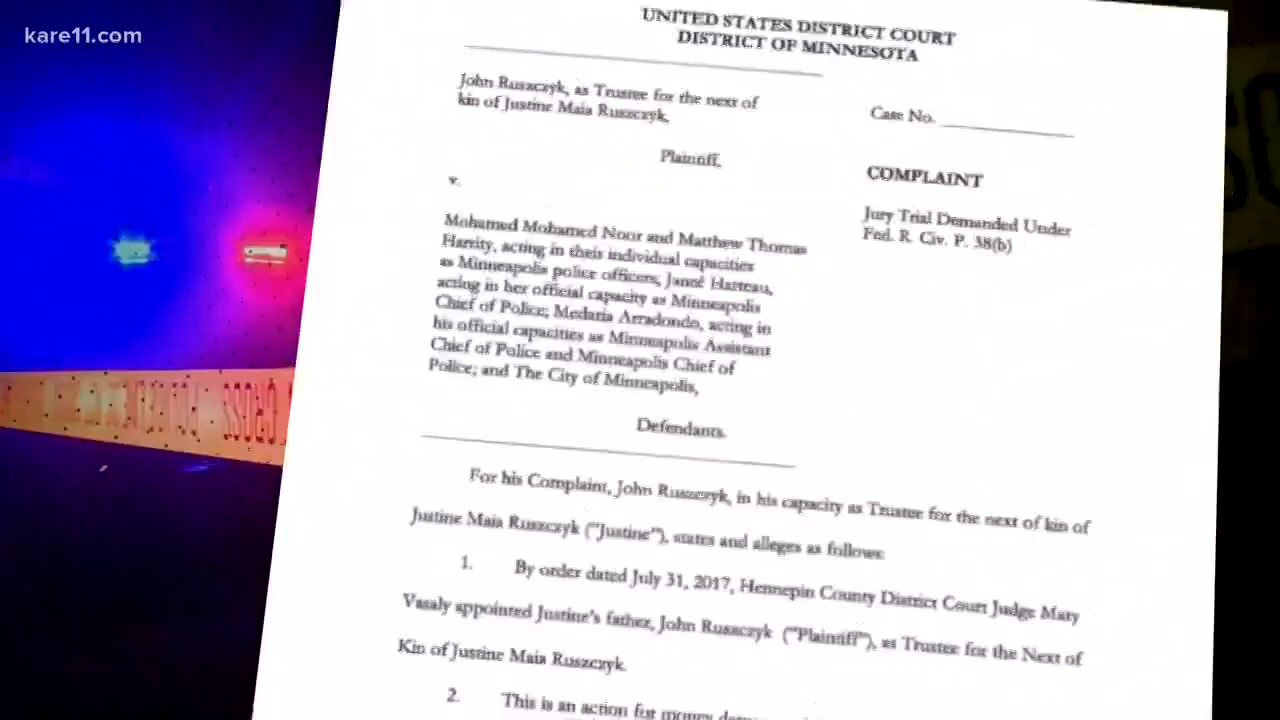 kare11.com
UNITED STATES DISTRICT COURT
DISTRICT OF MINNESOTA
John Ruszczyk, as Trustee for the next of
kin of Justine Maia Ruszczyk,
Case No.
Plaintiff,
COMPLAINT
v.
Jury Trial Demanded Under
Fed. R. Civ. P. 38(b)
Mohamed Mohamed Noor and Matthew Thomas
Harrity, acting in their individual capacities
as Minneapolis police officers; Janeé Harteau,
acting in her official capacity as Minneapolis
Chief of Police; Medaria Arradondo, acting in
his official capacities as Minneapolis Assistant
Chief of Police and Minneapolis Chief of
Police; and The City of Minneapolis,
Defendants.
For his Complaint, John Ruszczyk, in his capacity as Trustee for the next of kin of
Justine Maia Ruszczyk ("Justine"), states and alleges as follows:
1. By order dated July 31, 2017, Hennepin County District Court Judge Mary
Vasaly appointed Justine's father, John Ruszczyk ("Plaintiff"), as Trustee for the Next of
Kin of Justine Maia Ruszczyk.
2. This is an action for money
CROSS